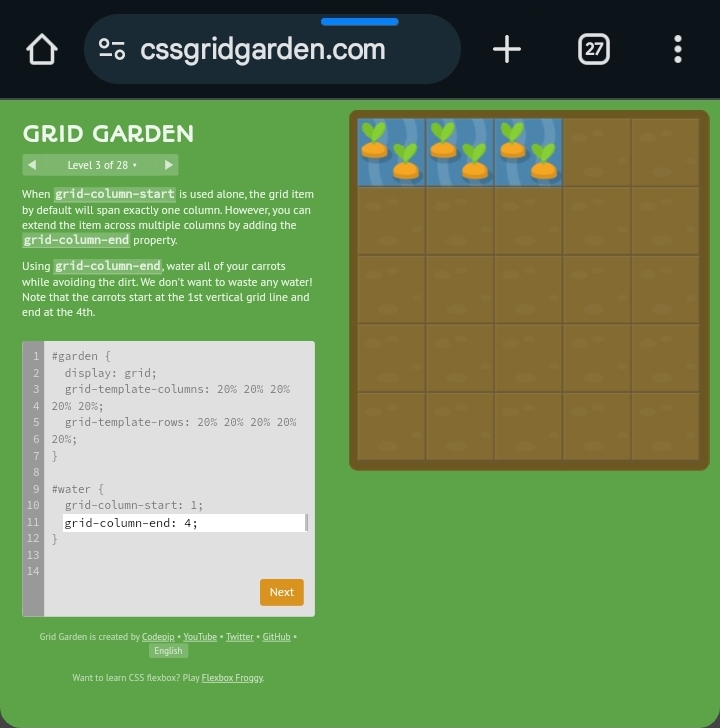 cssgridgarden.com
27
GRID GARDEN
Level 3 of 28
When grid-column-start is used alone, the grid item
by default will span exactly one column. However, you can
extend the item across multiple columns by adding the
grid-column-end property.
Using grid-column-end, water all of your carrots
while avoiding the dirt. We don't want to waste any water!
Note that the carrots start at the 1st vertical grid line and
end at the 4th.
1 #garden {
2 display: grid;
3 grid-template-columns: 20% 20% 20%
4 20% 20%;
5 grid-template-rows: 20% 20% 20% 20%
6 20%;
7 }
8
9 #water {
10 grid-column-start: 1;
11 grid-column-end: 4;
12 }
13
14
Next
Grid Garden is created by Codepip • YouTube • Twitter • GitHub •
English
Want to learn CSS flexbox? Play Flexbox Froggy.